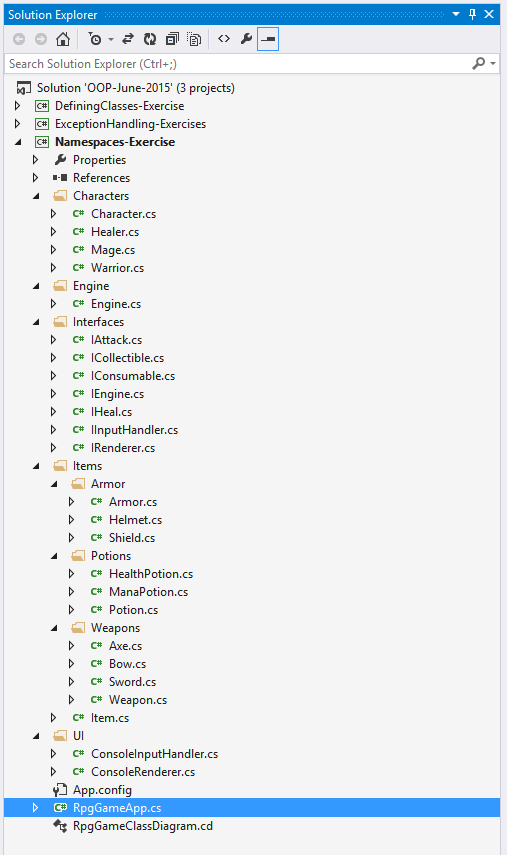 Solution Explorer
Search Solution Explorer (Ctrl+;)
Solution 'OOP-June-2015' (3 projects)
C# DefiningClasses-Exercise
C# ExceptionHandling-Exercises
C# Namespaces-Exercise
Properties
References
Characters
C# Character.cs
C# Healer.cs
C# Mage.cs
C# Warrior.cs
Engine
C# Engine.cs
Interfaces
C# IAttack.cs
C# ICollectible.cs
C# IConsumable.cs
C# IEngine.cs
C# IHeal.cs
C# IInputHandler.cs
C# IRenderer.cs
Items
Armor
C# Armor.cs
C# Helmet.cs
C# Shield.cs
Potions
C# HealthPotion.cs
C# ManaPotion.cs
C# Potion.cs
Weapons
C# Axe.cs
C# Bow.cs
C# Sword.cs
C# Weapon.cs
C# Item.cs
UI
C# ConsoleInputHandler.cs
C# ConsoleRenderer.cs
App.config
C# RpgGameApp.cs
RpgGameClassDiagram.cd